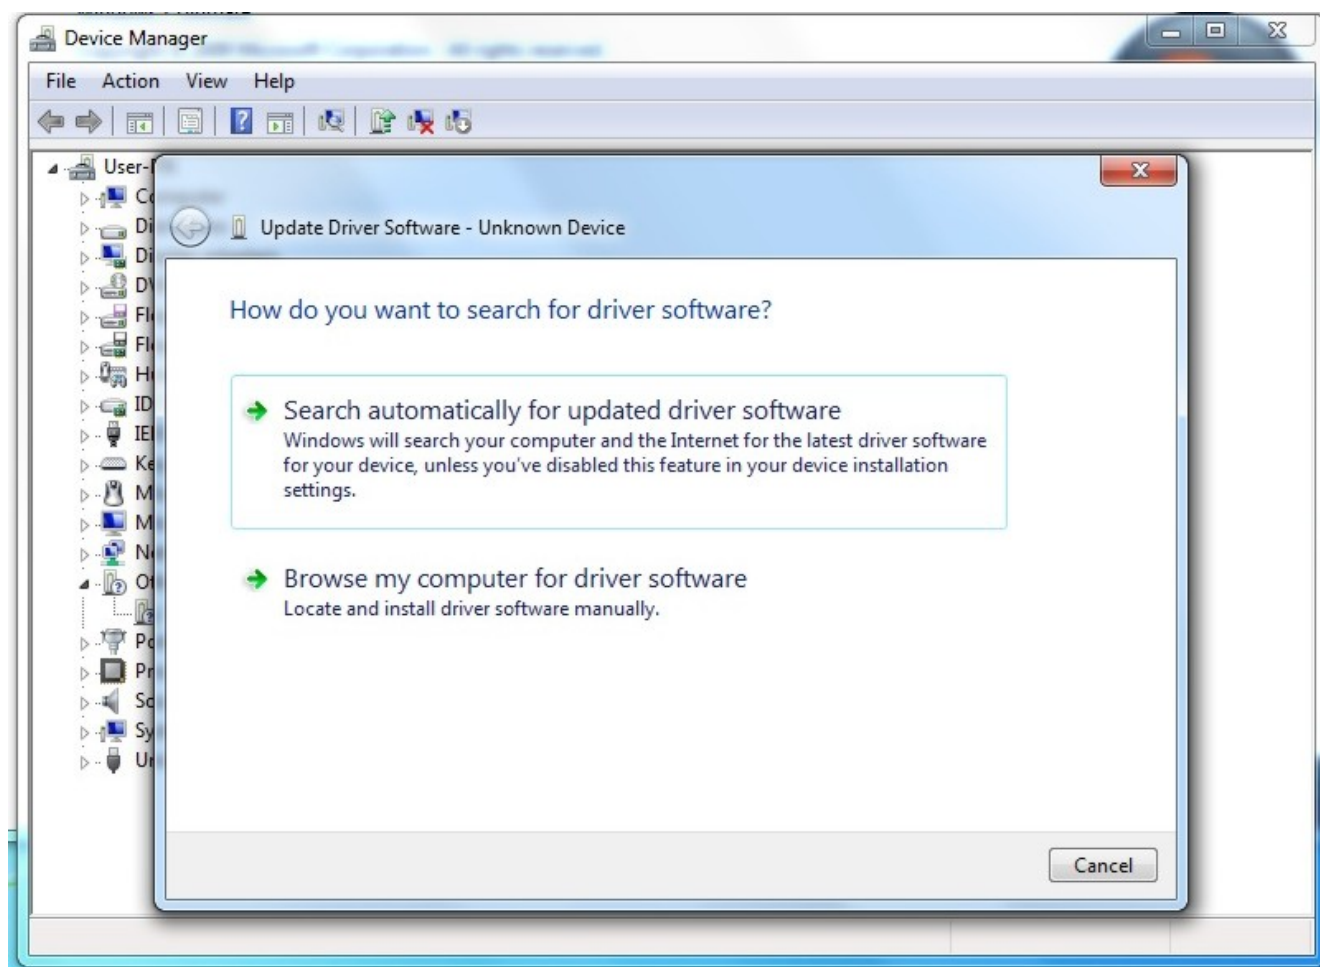 Device Manager
File Action View Help
Update Driver Software - Unknown Device
How do you want to search for driver software?
Search automatically for updated driver software
Windows will search your computer and the Internet for the latest driver software
for your device, unless you've disabled this feature in your device installation
settings.
Browse my computer for driver software
Locate and install driver software manually.
Cancel